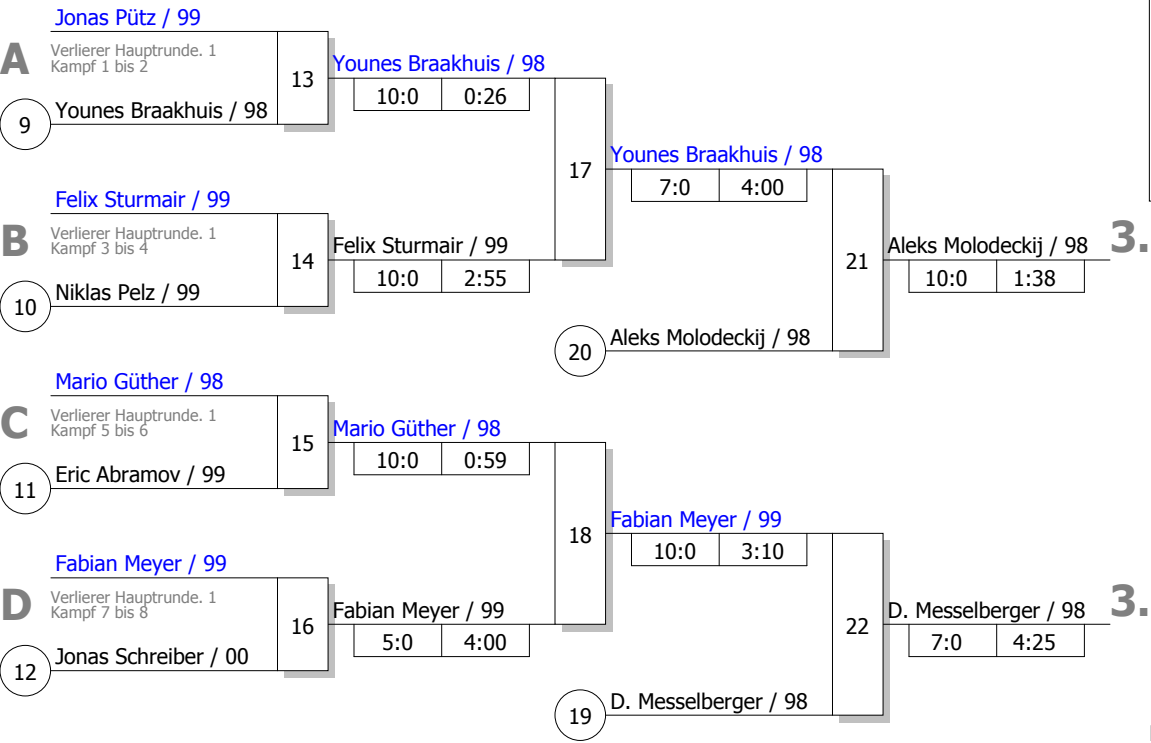 Jonas Pütz / 99
A
Verlierer Hauptrunde. 1
Kampf 1 bis 2
13
9
Younes Braakhuis / 98
Younes Braakhuis / 98
10:0 0:26
17
Felix Sturmair / 99
B
Verlierer Hauptrunde. 1
Kampf 3 bis 4
14
10
Niklas Pelz / 99
Felix Sturmair / 99
10:0 2:55
Younes Braakhuis / 98
7:0 4:00
21
20
Aleks Molodeckij / 98
Aleks Molodeckij / 98
3.
10:0 1:38
Mario Güther / 98
C
Verlierer Hauptrunde. 1
Kampf 5 bis 6
15
11
Eric Abramov / 99
Mario Güther / 98
10:0 0:59
18
Fabian Meyer / 99
D
Verlierer Hauptrunde. 1
Kampf 7 bis 8
16
12
Jonas Schreiber / 00
Fabian Meyer / 99
5:0 4:00
Fabian Meyer / 99
10:0 3:10
22
19
D. Messelberger / 98
D. Messelberger / 98
3.
7:0 4:25